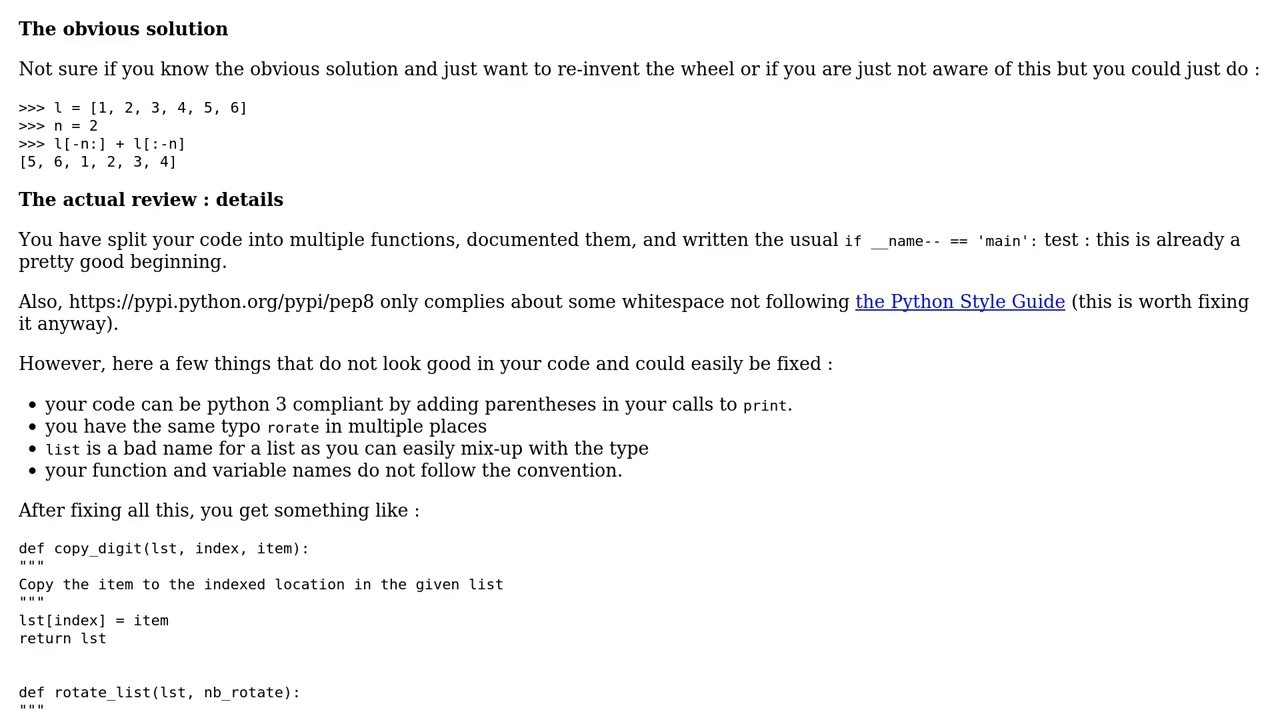 The obvious solution
Not sure if you know the obvious solution and just want to re-invent the wheel or if you are just not aware of this but you could just do :
>>> l = [1, 2, 3, 4, 5, 6]
>>> n = 2
>>> l[-n:] + l[:-n]
[5, 6, 1, 2, 3, 4]
The actual review : details
You have split your code into multiple functions, documented them, and written the usual if __name-- == 'main': test : this is already a
pretty good beginning.
Also, https://pypi.python.org/pypi/pep8 only complies about some whitespace not following the Python Style Guide (this is worth fixing
it anyway).
However, here a few things that do not look good in your code and could easily be fixed :
• your code can be python 3 compliant by adding parentheses in your calls to print.
• you have the same typo rorate in multiple places
• list is a bad name for a list as you can easily mix-up with the type
• your function and variable names do not follow the convention.
After fixing all this, you get something like :
def copy_digit(lst, index, item):
"""
Copy the item to the indexed location in the given list
"""
lst[index] = item
return lst
def rotate_list(lst, nb_rotate):
"""